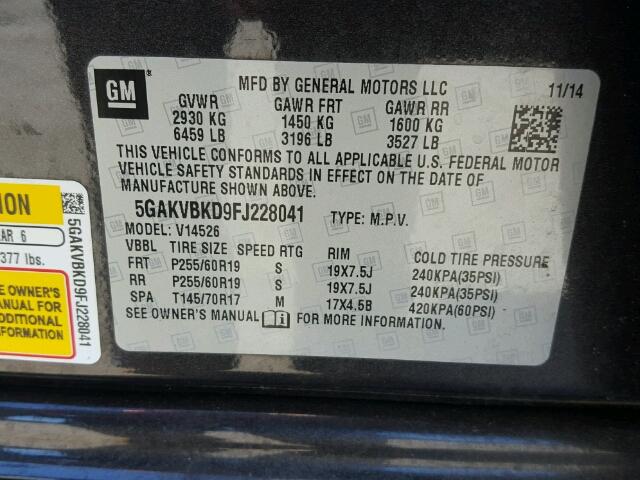 GM
MFD BY GENERAL MOTORS LLC
11/14
GVWR GAWR FRT GAWR RR
2930 KG 1450 KG 1600 KG
6459 LB 3196 LB 3527 LB
THIS VEHICLE CONFORMS TO ALL APPLICABLE U.S. FEDERAL MOTOR
VEHICLE SAFETY STANDARDS IN EFFECT ON THE DATE OF
MANUFACTURE SHOWN ABOVE.
5GAKVBKD9FJ228041 TYPE: M.P.V.
MODEL: V14526
VBBL TIRE SIZE SPEED RTG RIM COLD TIRE PRESSURE
FRT P255/60R19 S 19X7.5J 240KPA(35PSI)
RR P255/60R19 S 19X7.5J 240KPA(35PSI)
SPA T145/70R17 M 17X4.5B 420KPA(60PSI)
SEE OWNER'S MANUAL FOR MORE INFORMATION.
ION
AR 6
377 lbs.
E OWNER'S
ANUAL FOR
DDITIONAL
ORMATION
5GAKVBKD9FJ228041